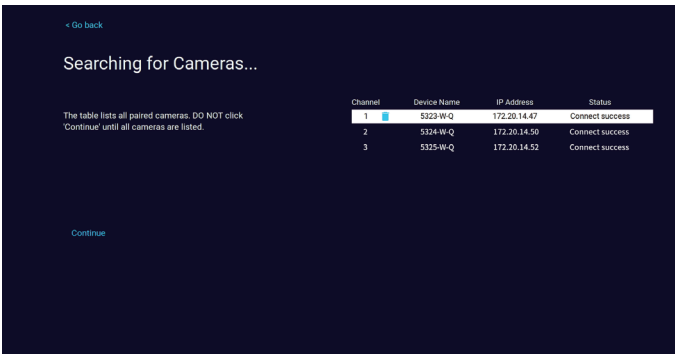 < Go back
Searching for Cameras...
The table lists all paired cameras. DO NOT click
'Continue' until all cameras are listed.
Channel Device Name IP Address Status
1 5323-W-Q 172.20.14.47 Connect success
2 5324-W-Q 172.20.14.50 Connect success
3 5325-W-Q 172.20.14.52 Connect success
Continue